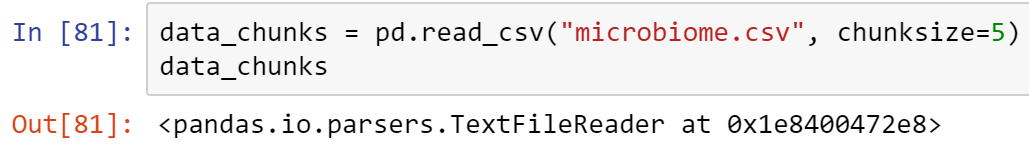 In [81]: data_chunks = pd.read_csv("microbiome.csv", chunksize=5)
data_chunks
Out[81]: <pandas.io.parsers.TextFileReader at 0x1e8400472e8>